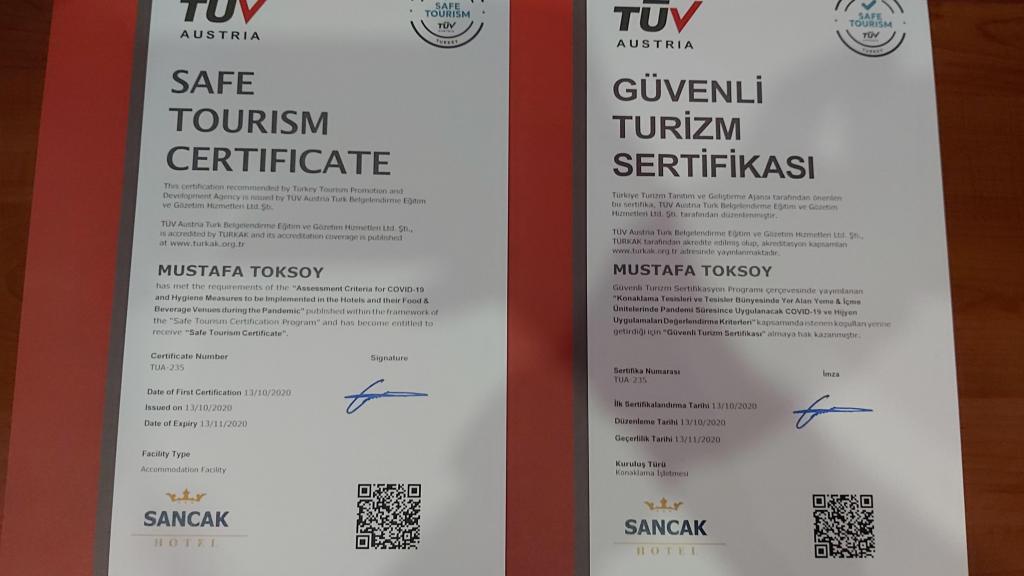 TÜV
AUSTRIA
SAFE
TOURISM
TÜV
TURKEY
SAFE
TOURISM
CERTIFICATE
This certification recommended by Turkey Tourism Promotion and
Development Agency is issued by TÜV Austria Turk Belgelendirme Eğitim
ve Gözetim Hizmetleri Ltd. Şti.
TÜV Austria Turk Belgelendirme Eğitim ve Gözetim Hizmetleri Ltd. Şti.,
is accredited by TURKAK and its accreditation coverage is published
at www.turkak.org.tr
MUSTAFA TOKSOY
has met the requirements of the "Assessment Criteria for COVID-19
and Hygiene Measures to be Implemented in the Hotels and their Food &
Beverage Venues during the Pandemic" published within the framework of
the "Safe Tourism Certification Program" and has become entitled to
receive "Safe Tourism Certificate".
Certificate Number
TUA-235
Signature
Date of First Certification 13/10/2020
Issued on 13/10/2020
Date of Expiry 13/11/2020
Facility Type
Accommodation Facility
SANCAK
HOTEL
TÜV
AUSTRIA
SAFE
TOURISM
TÜV
TURKEY
GÜVENLİ
TURİZM
SERTİFİKASI
Türkiye Turizm Tanıtım ve Geliştirme Ajansı tarafından önerilen
bu sertifika, TÜV Austria Turk Belgelendirme Eğitim ve Gözetim
Hizmetleri Ltd. Şti. tarafından düzenlenmiştir.
TÜV Austria Turk Belgelendirme Eğitim ve Gözetim Hizmetleri Ltd. Şti.,
TÜRKAK tarafından akredite edilmiş olup, akreditasyon kapsamları
www.turkak.org.tr adresinde yayınlanmaktadır.
MUSTAFA TOKSOY
Güvenli Turizm Sertifikasyon Programı çerçevesinde yayımlanan
"Konaklama Tesisleri ve Tesisler Bünyesinde Yer Alan Yeme & İçme
Ünitelerinde Pandemi Süresince Uygulanacak COVID-19 ve Hijyen
Uygulamaları Değerlendirme Kriterleri" kapsamında istenen koşulları yerine
getirdiği için "Güvenli Turizm Sertifikası" almaya hak kazanmıştır.
Sertifika Numarası
TUA-235
İmza
İlk Sertifikalandırma Tarihi 13/10/2020
Düzenleme Tarihi 13/10/2020
Geçerlilik Tarihi 13/11/2020
Kuruluş Türü
Konaklama İşletmesi
SANCAK
HOTEL